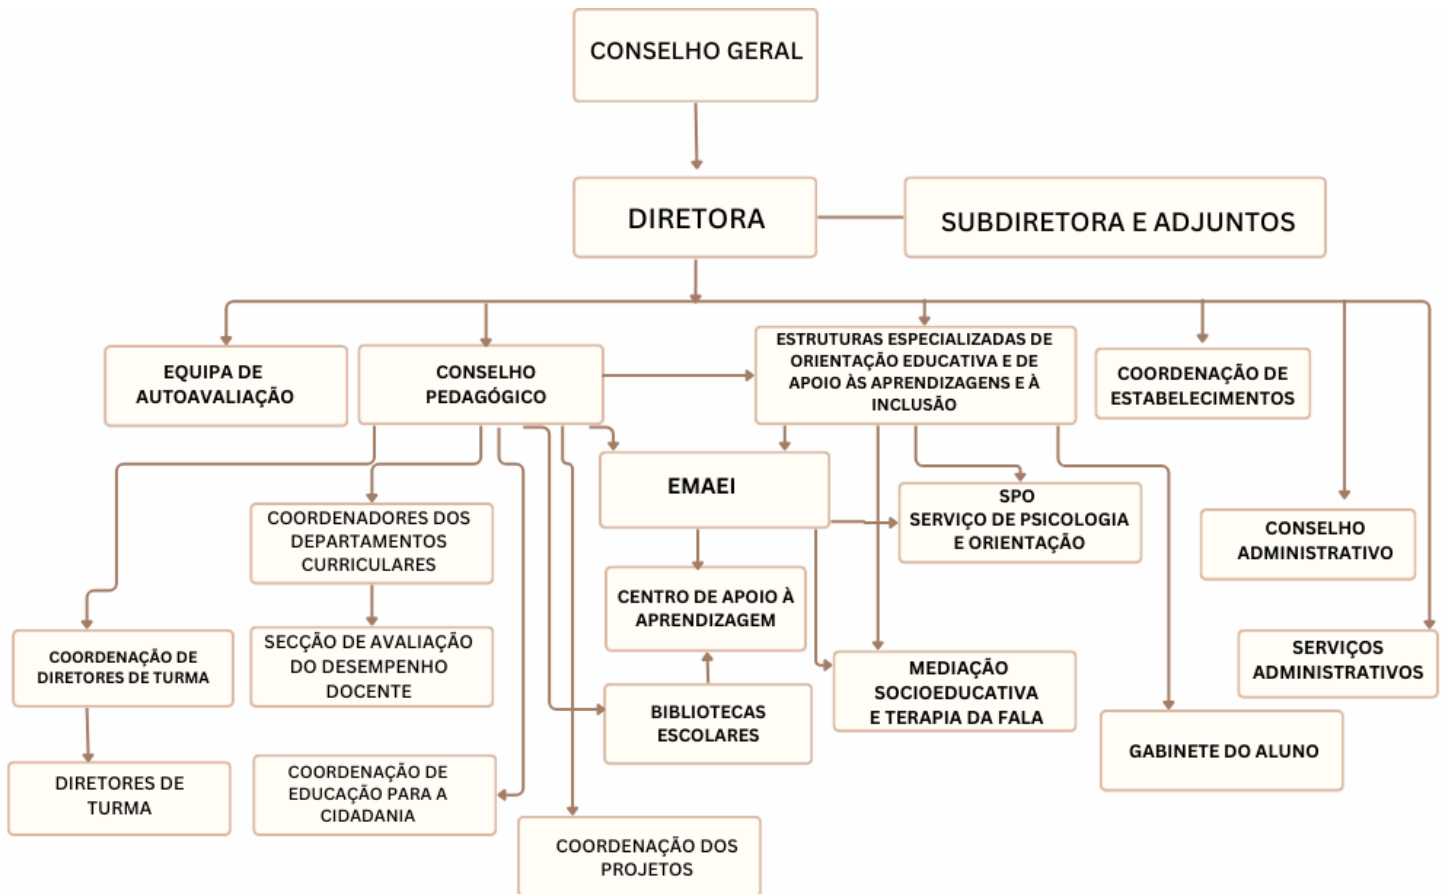 CONSELHO GERAL
DIRETORA
SUBDIRETORA E ADJUNTOS
EQUIPA DE
AUTOAVALIAÇÃO
CONSELHO
PEDAGÓGICO
ESTRUTURAS ESPECIALIZADAS DE
ORIENTAÇÃO EDUCATIVA E DE
APOIO ÀS APRENDIZAGENS E À
INCLUSÃO
COORDENAÇÃO DE
ESTABELECIMENTOS
EMAEI
SPO
SERVIÇO DE PSICOLOGIA
E ORIENTAÇÃO
COORDENADORES DOS
DEPARTAMENTOS
CURRICULARES
CONSELHO
ADMINISTRATIVO
CENTRO DE APOIO À
APRENDIZAGEM
COORDENAÇÃO DE
DIRETORES DE TURMA
SECÇÃO DE AVALIAÇÃO
DO DESEMPENHO
DOCENTE
MEDIAÇÃO
SOCIOEDUCATIVA
E TERAPIA DA FALA
SERVIÇOS
ADMINISTRATIVOS
BIBLIOTECAS
ESCOLARES
GABINETE DO ALUNO
DIRETORES DE
TURMA
COORDENAÇÃO DE
EDUCAÇÃO PARA A
CIDADANIA
COORDENAÇÃO DOS
PROJETOS